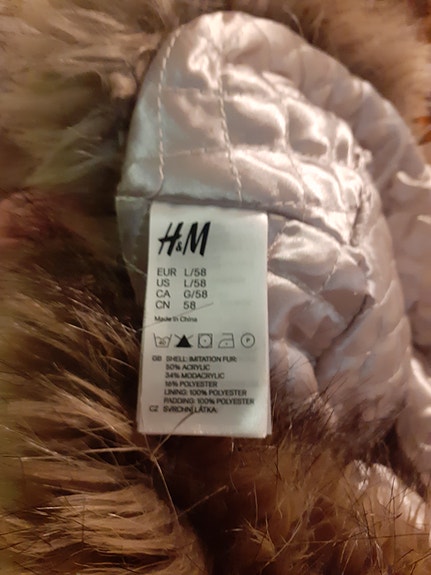 H&M
EUR L/58
US L/58
CA G/58
CN 58
Made in China
GB SHELL: IMITATION FUR:
50% ACRYLIC
34% MODACRYLIC
16% POLYESTER
LINING: 100% POLYESTER
PADDING: 100% POLYESTER
CZ SVRCHNÍ LÁTKA: